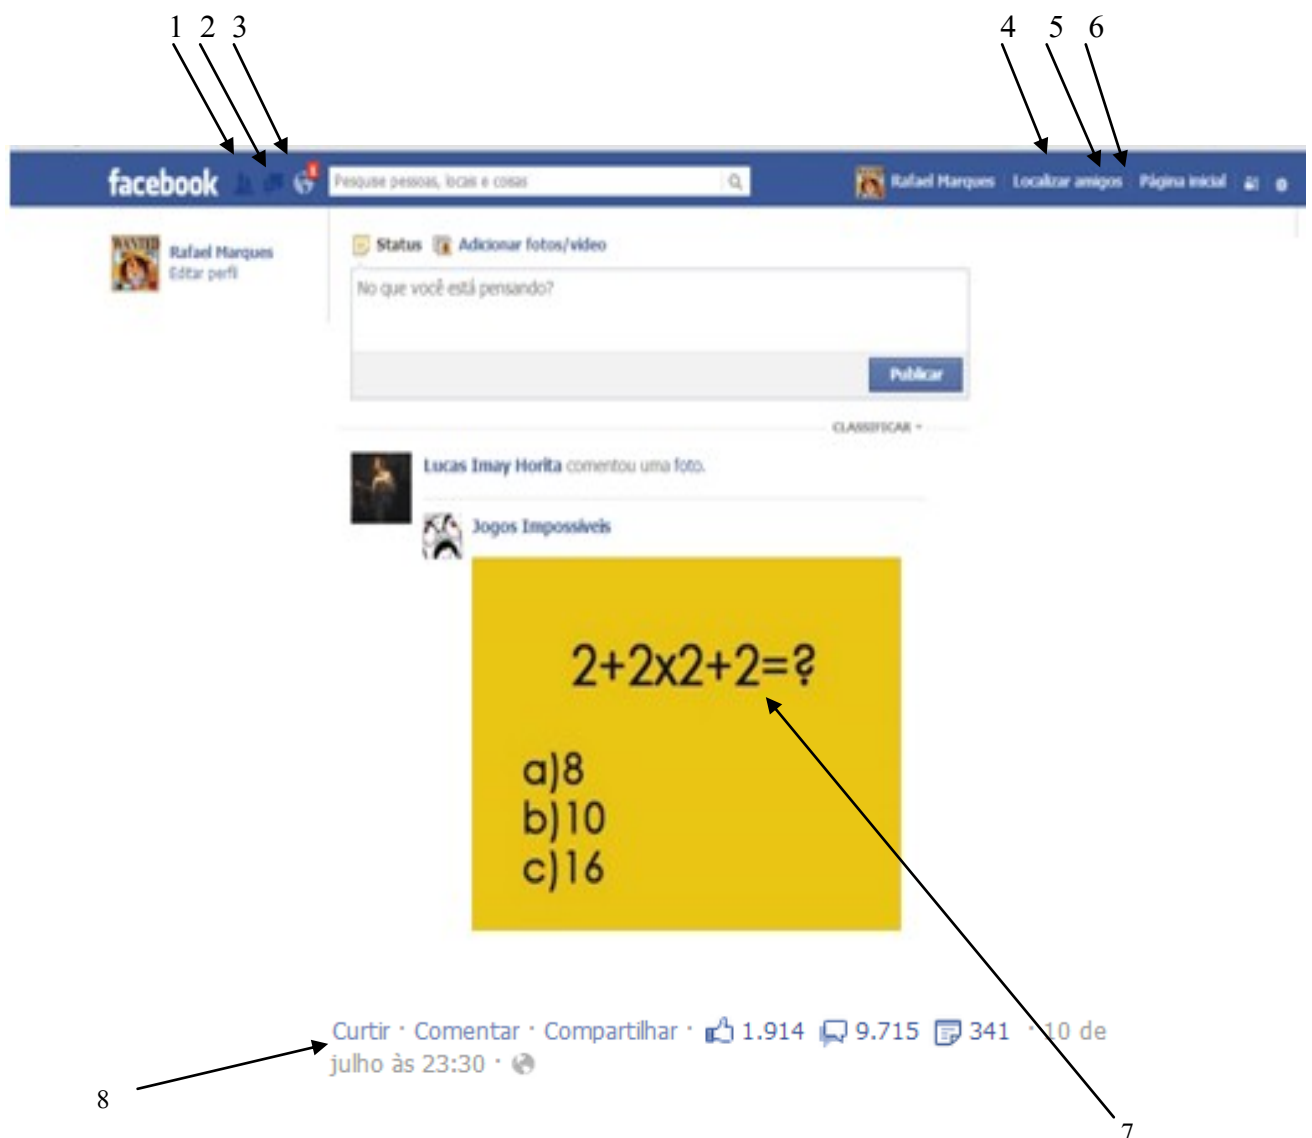 1 2 3 4 5 6
facebook Pesquise pessoas, locais e coisas Rafael Marques Localizar amigos Página inicial
Rafael Marques
Editar perfil
Status Adicionar fotos/vídeo
No que você está pensando?
Publicar
CLASSIFICAR
Lucas Imay Horita comentou uma foto.
Jogos Impossíveis
2+2x2+2=?
a)8
b)10
c)16
Curtir · Comentar · Compartilhar · 1.914 9.715 341 · 10 de
julho às 23:30 ·
8
7